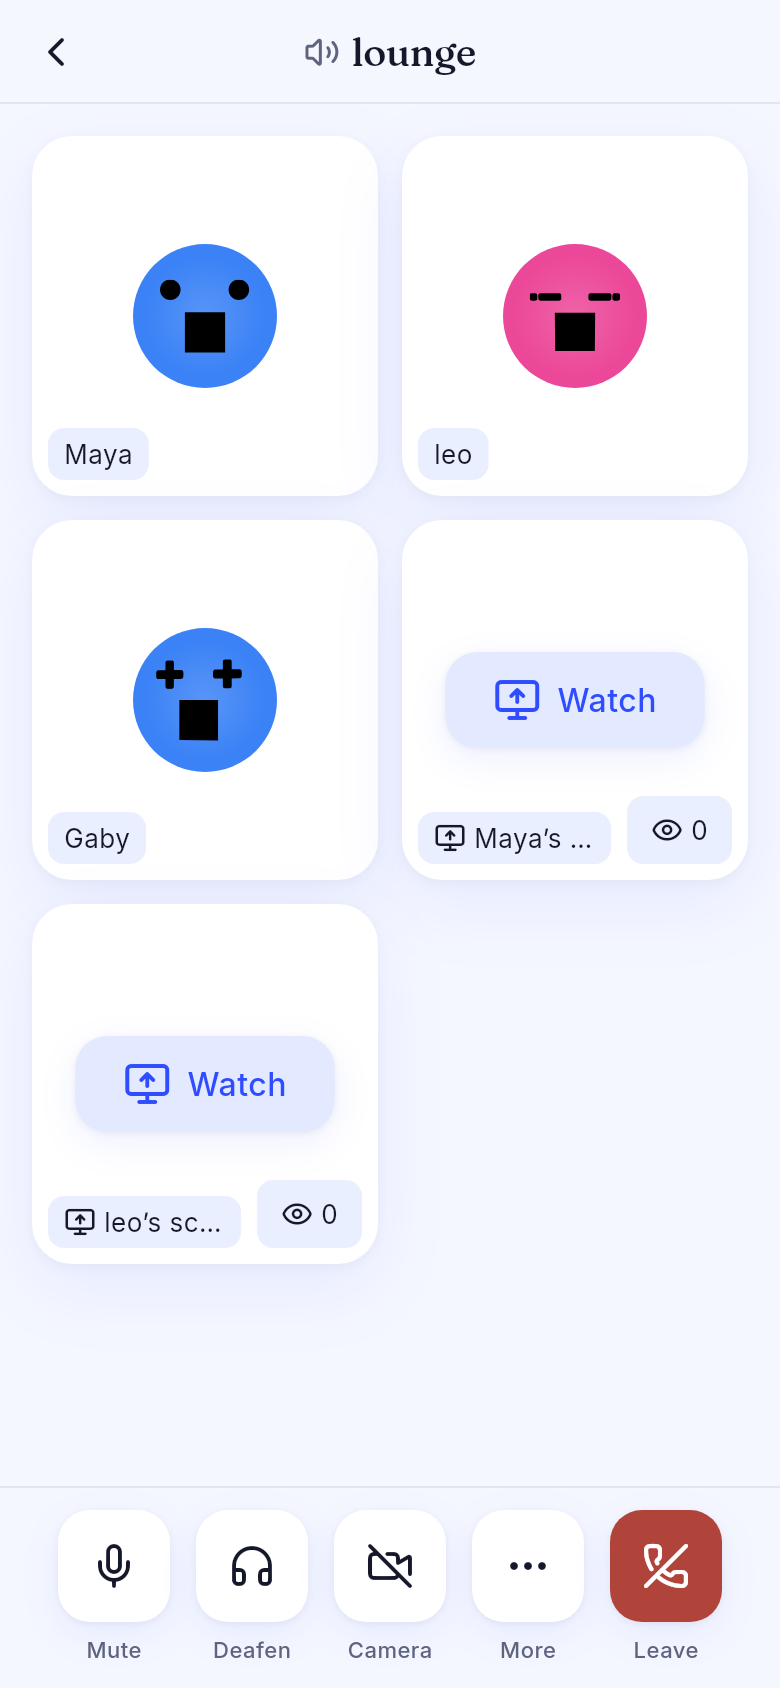 lounge
Maya
leo
Gaby
Watch
Maya’s ...
0
Watch
leo’s sc...
0
Mute
Deafen
Camera
More
Leave